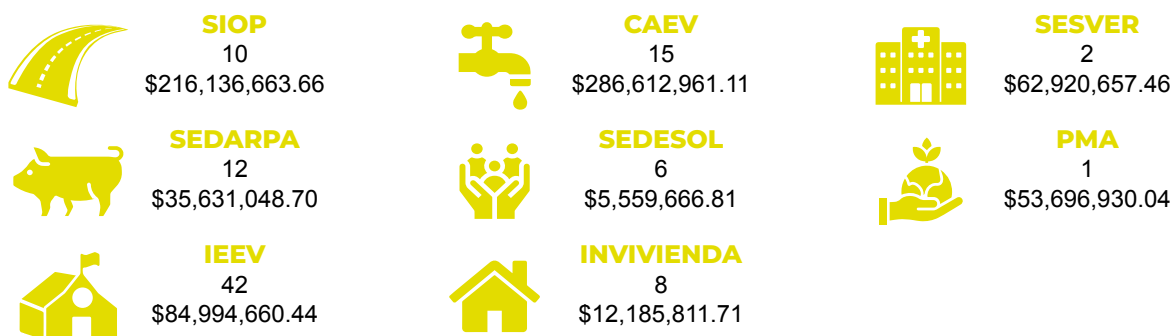 SIOP
10
$216,136,663.66
CAEV
15
$286,612,961.11
SESVER
2
$62,920,657.46
SEDARPA
12
$35,631,048.70
SEDESOL
6
$5,559,666.81
PMA
1
$53,696,930.04
IEEV
42
$84,994,660.44
INVIVIENDA
8
$12,185,811.71